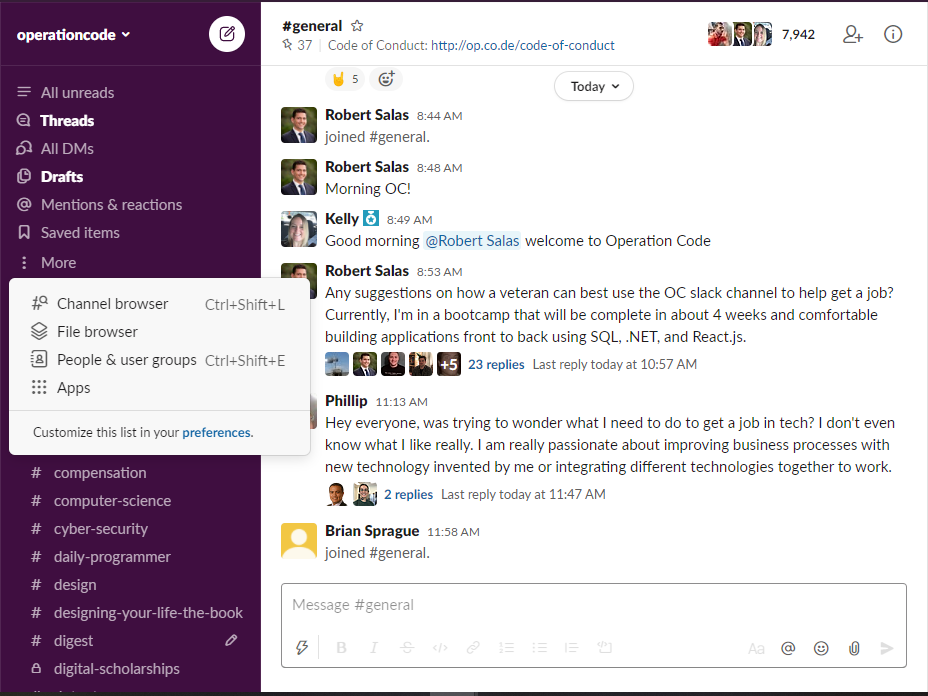 operationcode
All unreads
Threads
All DMs
Drafts
Mentions & reactions
Saved items
More
Channel browser Ctrl+Shift+L
File browser
People & user groups Ctrl+Shift+E
Apps
Customize this list in your preferences.
# compensation
# computer-science
# cyber-security
# daily-programmer
# design
# designing-your-life-the-book
# digest
digital-scholarships
#general
37 | Code of Conduct: http://op.co.de/code-of-conduct
7,942
5
Today
Robert Salas 8:44 AM
joined #general.
Robert Salas 8:48 AM
Morning OC!
Kelly 8:49 AM
Good morning @Robert Salas welcome to Operation Code
Robert Salas 8:53 AM
Any suggestions on how a veteran can best use the OC slack channel to help get a job?
Currently, I'm in a bootcamp that will be complete in about 4 weeks and comfortable
building applications front to back using SQL, .NET, and React.js.
+5 23 replies Last reply today at 10:57 AM
Phillip 11:13 AM
Hey everyone, was trying to wonder what I need to do to get a job in tech? I don't even
know what I like really. I am really passionate about improving business processes with
new technology invented by me or integrating different technologies together to work.
2 replies Last reply today at 11:47 AM
Brian Sprague 11:58 AM
joined #general.
Message #general
B I S </> Aa @